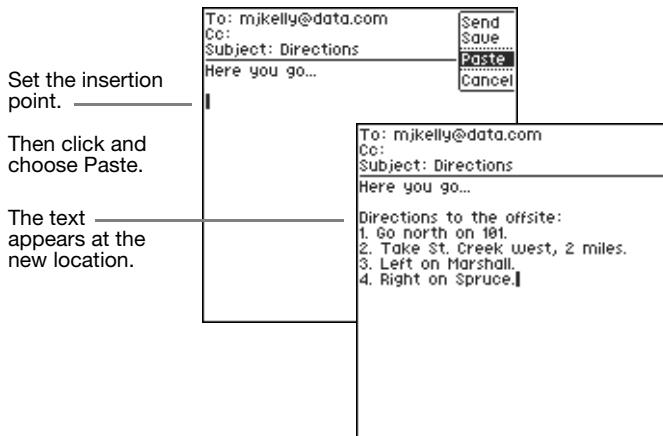 Set the insertion
point.
Then click and
choose Paste.
The text
appears at the
new location.
To: mjkelly@data.com
Cc:
Subject: Directions
Here you go...
Send
Save
Paste
Cancel
To: mjkelly@data.com
Cc:
Subject: Directions
Here you go...
Directions to the offsite:
1. Go north on 101.
2. Take St. Creek west, 2 miles.
3. Left on Marshall.
4. Right on Spruce.